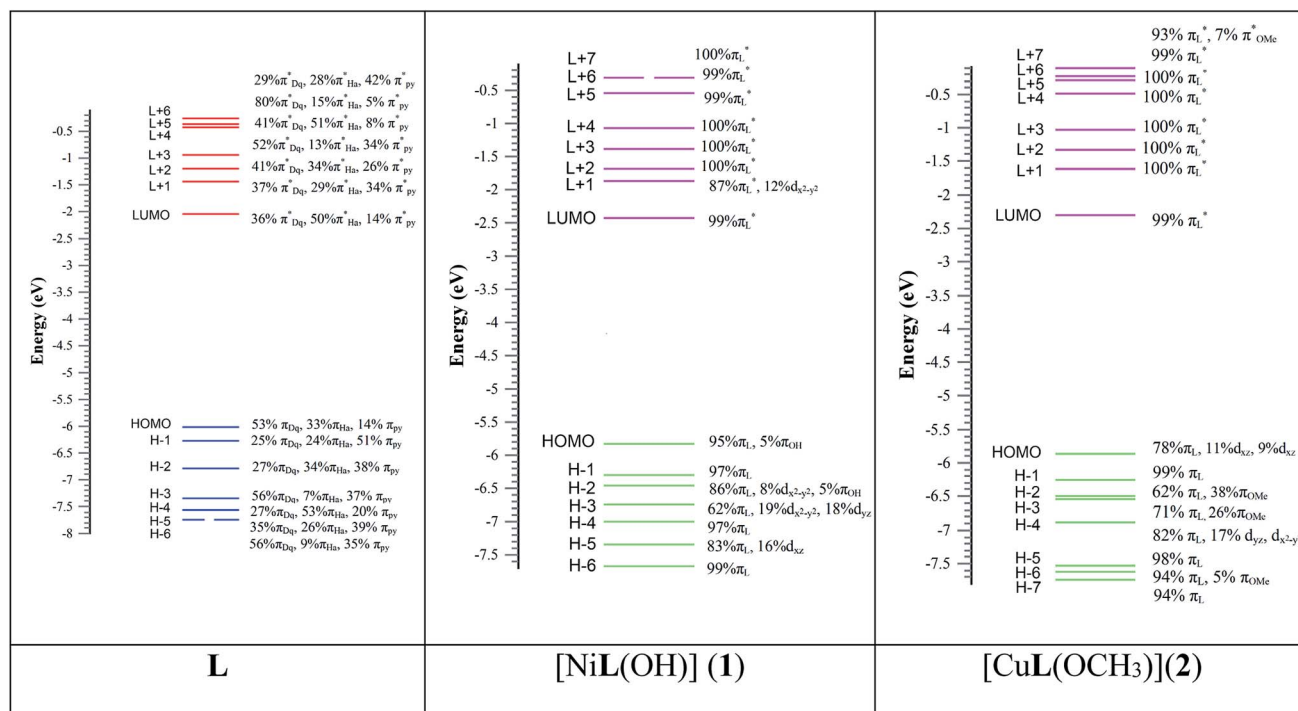 Energy (eV)
-0.5
-1
-1.5
-2
-2.5
-3
-3.5
-4
-4.5
-5
-5.5
-6
-6.5
-7
-7.5
-8
L+6
L+5
L+4
L+3
L+2
L+1
LUMO
HOMO
H-1
H-2
H-3
H-4
H-5
H-6
29%π*Dq, 28%π*Ha, 42% π*py
80%π*Dq, 15%π*Ha, 5% π*py
41%π*Dq, 51%π*Ha, 8% π*py
52%π*Dq, 13%π*Ha, 34% π*py
41%π*Dq, 34%π*Ha, 26% π*py
37% π*Dq, 29%π*Ha, 34% π*py
36% π*Dq, 50%π*Ha, 14% π*py
53% πDq, 33%πHa, 14% πpy
25% πDq, 24%πHa, 51% πpy
27%πDq, 34%πHa, 38% πpy
56%πDq, 7%πHa, 37% πpy
27%πDq, 53%πHa, 20% πpy
35%πDq, 26%πHa, 39% πpy
56%πDq, 9%πHa, 35% πpy
L
Energy (eV)
-0.5
-1
-1.5
-2
-2.5
-3
-3.5
-4
-4.5
-5
-5.5
-6
-6.5
-7
-7.5
L+7
L+6
L+5
L+4
L+3
L+2
L+1
LUMO
HOMO
H-1
H-2
H-3
H-4
H-5
H-6
100%πL*
99%πL*
99%πL*
100%πL*
100%πL*
100%πL*
87%πL*, 12%dx²-y²
99%πL*
95%πL, 5%πOH
97%πL
86%πL, 8%dx²-y², 5%πOH
62%πL, 19%dx²-y², 18%dyz
97%πL
83%πL, 16%dxz
99%πL
[NiL(OH)] (1)
Energy (eV)
-0.5
-1
-1.5
-2
-2.5
-3
-3.5
-4
-4.5
-5
-5.5
-6
-6.5
-7
-7.5
L+7
L+6
L+5
L+4
L+3
L+2
L+1
LUMO
HOMO
H-1
H-2
H-3
H-4
H-5
H-6
H-7
93% πL*, 7% π*OMe
99% πL*
100% πL*
100% πL*
100% πL*
100% πL*
100% πL*
99% πL*
78%πL, 11%dxz, 9%dxz
99% πL
62% πL, 38%πOMe
71% πL, 26%πOMe
82% πL, 17% dyz, dx²-y
98% πL
94% πL, 5% πOMe
94% πL
[CuL(OCH₃)](2)